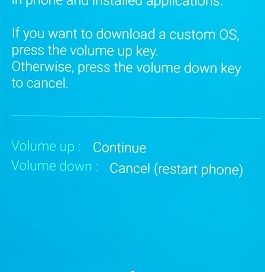 in phone and installed applications.
If you want to download a custom OS,
press the volume up key.
Otherwise, press the volume down key
to cancel.
Volume up : Continue
Volume down : Cancel (restart phone)